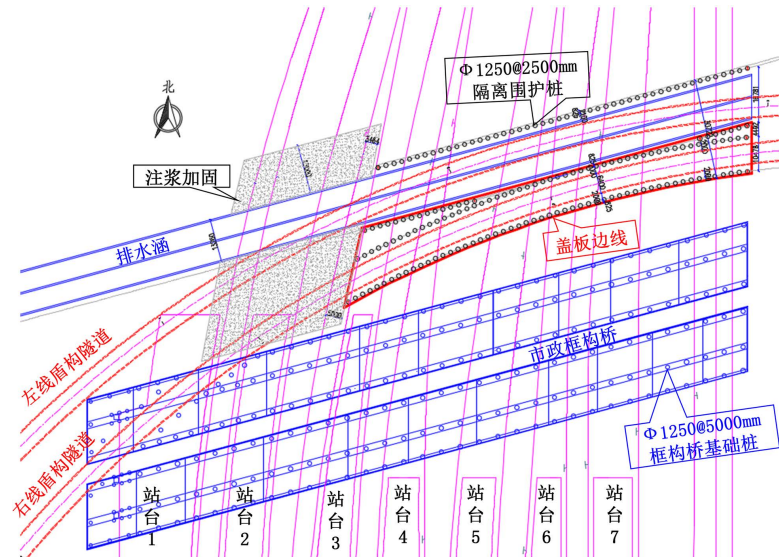 北
Φ1250@2500mm
隔离围护桩
注浆加固
排水涵
盖板边线
左线盾构隧道
右线盾构隧道
市政框构桥
Φ1250@5000mm
框构桥基础桩
站台1
站台2
站台3
站台4
站台5
站台6
站台7